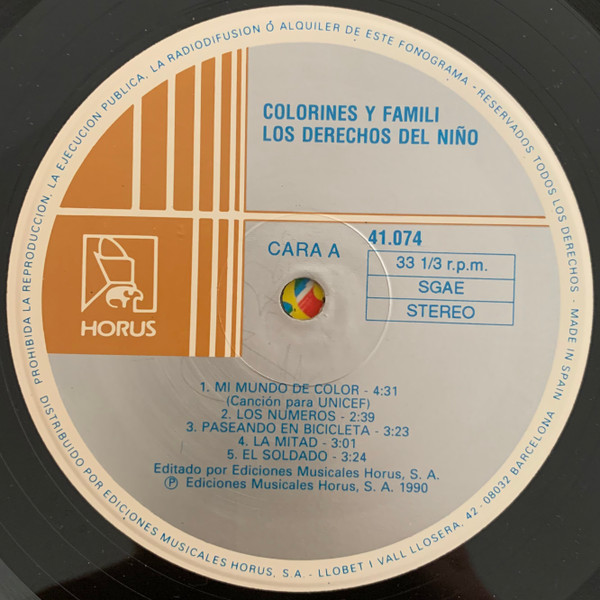 PROHIBIDA LA REPRODUCCION, LA EJECUCION PUBLICA, LA RADIODIFUSION Ó ALQUILER DE ESTE FONOGRAMA - RESERVADOS TODOS LOS DERECHOS - MADE IN SPAIN
COLORINES Y FAMILI
LOS DERECHOS DEL NIÑO
HORUS
CARA A
41.074
33 1/3 r.p.m.
SGAE
STEREO
1. MI MUNDO DE COLOR - 4:31
(Canción para UNICEF)
2. LOS NUMEROS - 2:39
3. PASEANDO EN BICICLETA - 3:23
4. LA MITAD - 3:01
5. EL SOLDADO - 3:24
Editado por Ediciones Musicales Horus, S. A.
Ⓟ Ediciones Musicales Horus, S. A. 1990
DISTRIBUIDO POR EDICIONES MUSICALES HORUS, S.A. - LLOBET I VALL LLOSERA, 42 - 08032 BARCELONA